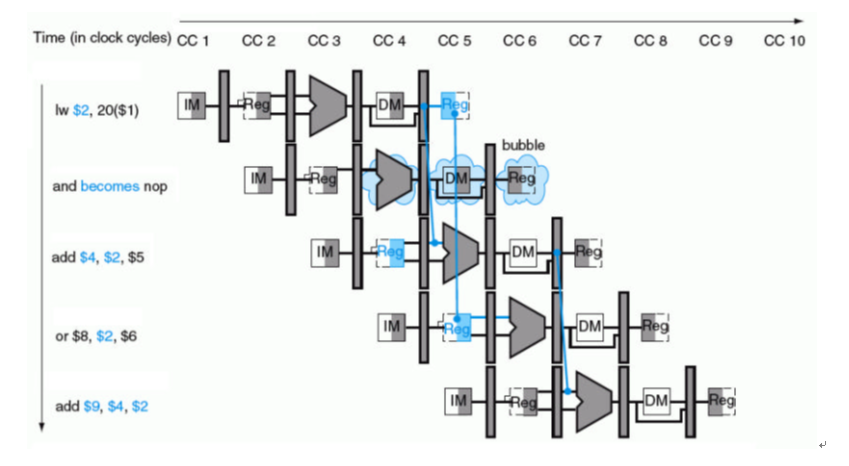 Time (in clock cycles) CC 1 CC 2 CC 3 CC 4 CC 5 CC 6 CC 7 CC 8 CC 9 CC 10
lw $2, 20($1) IM Reg DM Reg
bubble
and becomes nop IM Reg DM Reg
add $4, $2, $5 IM Reg DM Reg
or $8, $2, $6 IM Reg DM Reg
add $9, $4, $2 IM Reg DM Reg